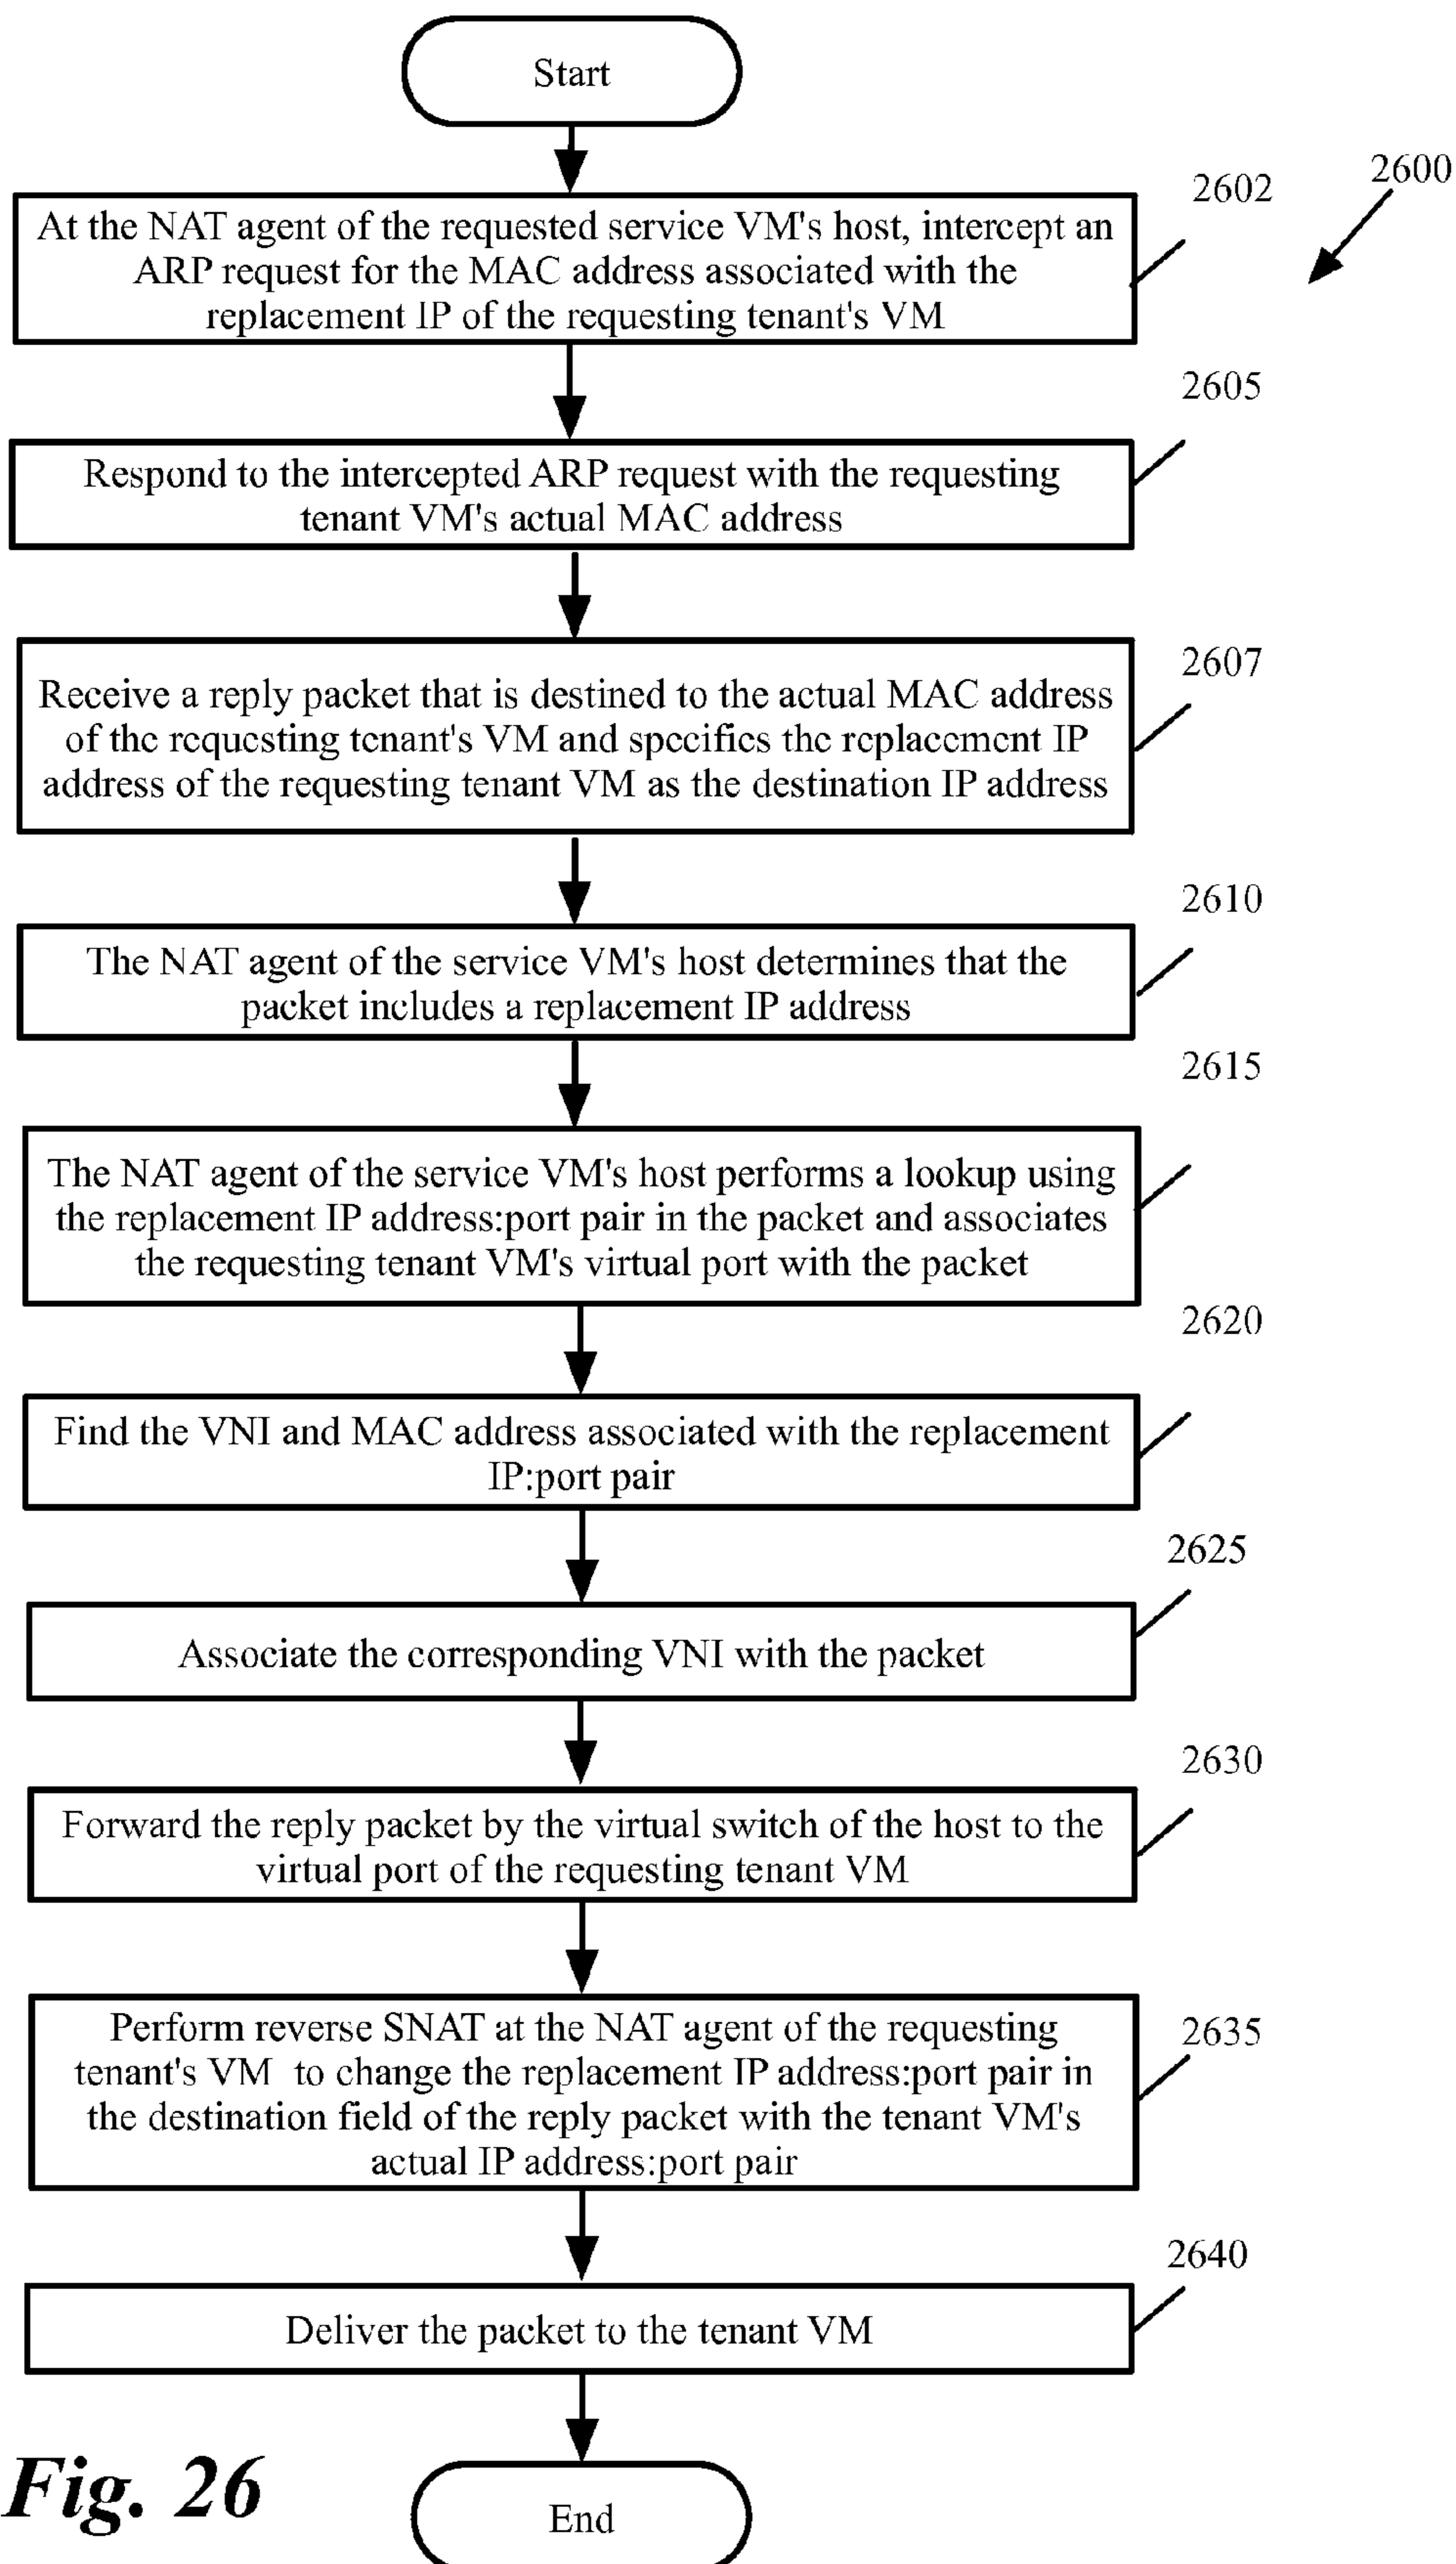 Start
2600
2602
At the NAT agent of the requested service VM's host, intercept an
ARP request for the MAC address associated with the
replacement IP of the requesting tenant's VM
2605
Respond to the intercepted ARP request with the requesting
tenant VM's actual MAC address
2607
Receive a reply packet that is destined to the actual MAC address
of the requesting tenant's VM and specifies the replacement IP
address of the requesting tenant VM as the destination IP address
2610
The NAT agent of the service VM's host determines that the
packet includes a replacement IP address
2615
The NAT agent of the service VM's host performs a lookup using
the replacement IP address:port pair in the packet and associates
the requesting tenant VM's virtual port with the packet
2620
Find the VNI and MAC address associated with the replacement
IP:port pair
2625
Associate the corresponding VNI with the packet
2630
Forward the reply packet by the virtual switch of the host to the
virtual port of the requesting tenant VM
2635
Perform reverse SNAT at the NAT agent of the requesting
tenant's VM to change the replacement IP address:port pair in
the destination field of the reply packet with the tenant VM's
actual IP address:port pair
2640
Deliver the packet to the tenant VM
End
Fig. 26